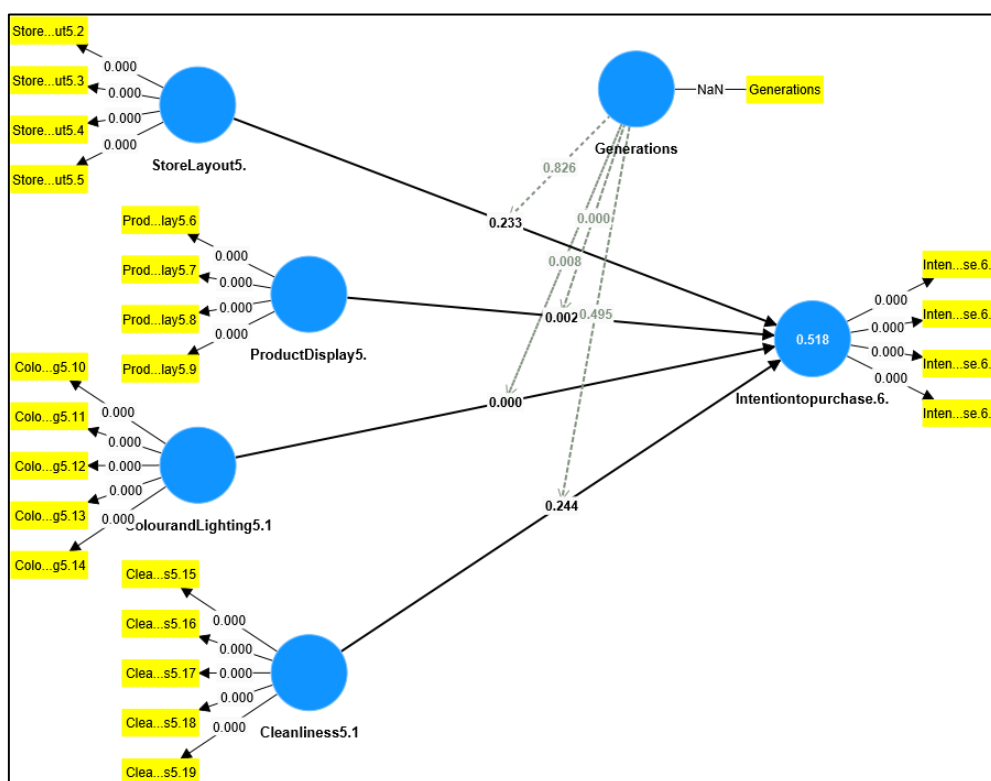 Store...ut5.2
0.000
Store...ut5.3
0.000
Store...ut5.4
0.000
Store...ut5.5
0.000
StoreLayout5.
NaN
Generations
Generations
0.826
0.233
0.000
0.008
0.002
0.495
0.000
0.244
Prod...lay5.6
0.000
Prod...lay5.7
0.000
Prod...lay5.8
0.000
Prod...lay5.9
0.000
ProductDisplay5.
Colo...g5.10
0.000
Colo...g5.11
0.000
Colo...g5.12
0.000
Colo...g5.13
0.000
Colo...g5.14
ColourandLighting5.1
Clea...s5.15
0.000
Clea...s5.16
0.000
Clea...s5.17
0.000
Clea...s5.18
0.000
Clea...s5.19
Cleanliness5.1
0.518
Intentiontopurchase.6.
0.000
Inten...se.6.
0.000
Inten...se.6.
0.000
Inten...se.6.
0.000
Inten...se.6.